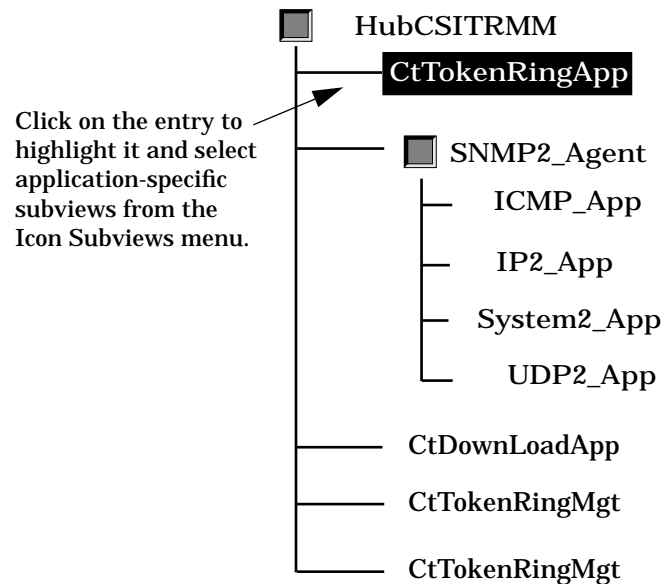 HubCSITRMM
CtTokenRingApp
Click on the entry to
highlight it and select
application-specific
subviews from the
Icon Subviews menu.
SNMP2_Agent
ICMP_App
IP2_App
System2_App
UDP2_App
CtDownLoadApp
CtTokenRingMgt
CtTokenRingMgt